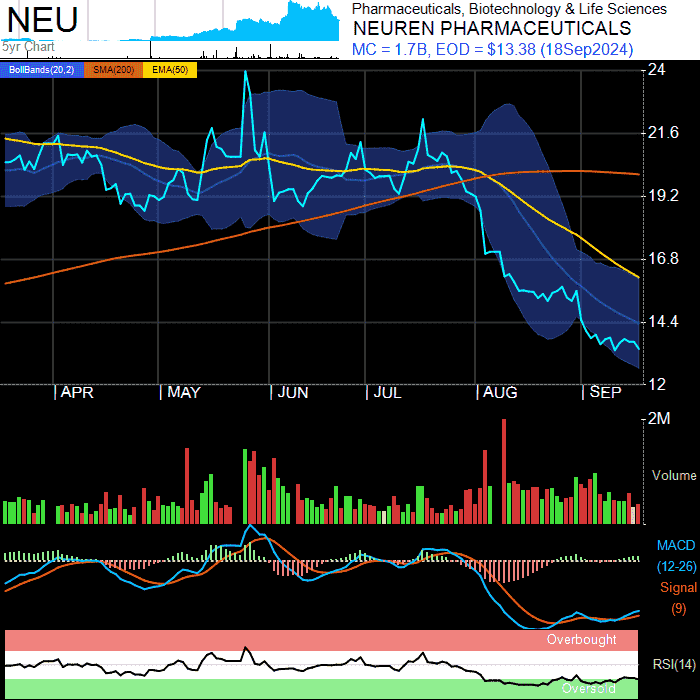 NEU
5yr Chart
Pharmaceuticals, Biotechnology & Life Sciences
NEUREN PHARMACEUTICALS
MC = 1.7B, EOD = $13.38 (18Sep2024)
BollBands(20,2) SMA(200) EMA(50)
24
21.6
19.2
16.8
14.4
12
APR MAY JUN JUL AUG SEP
2M
Volume
MACD
(12-26)
Signal
(9)
Overbought
RSI(14)
Oversold